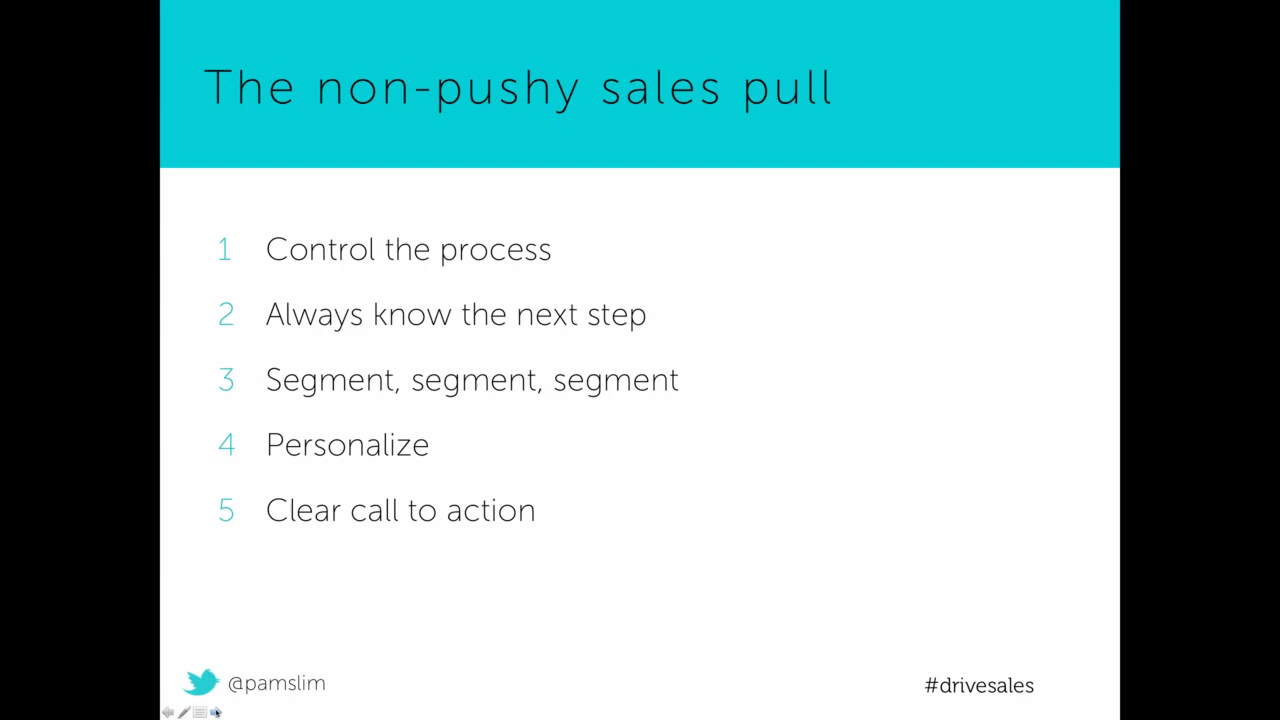 The non-pushy sales pull
1 Control the process
2 Always know the next step
3 Segment, segment, segment
4 Personalize
5 Clear call to action
@pamslim
#drivesales